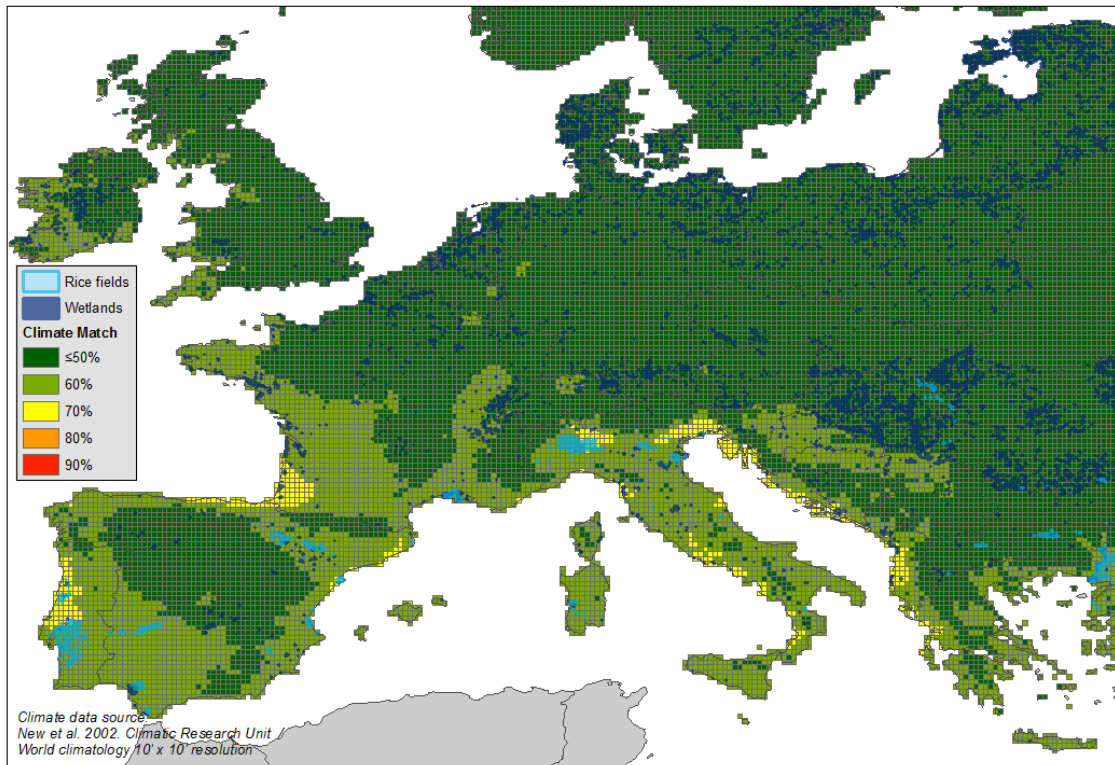 Rice fields
Wetlands
Climate Match
≤50%
60%
70%
80%
90%
Climate data source:
New et al. 2002. Climatic Research Unit
World climatology 10' x 10' resolution